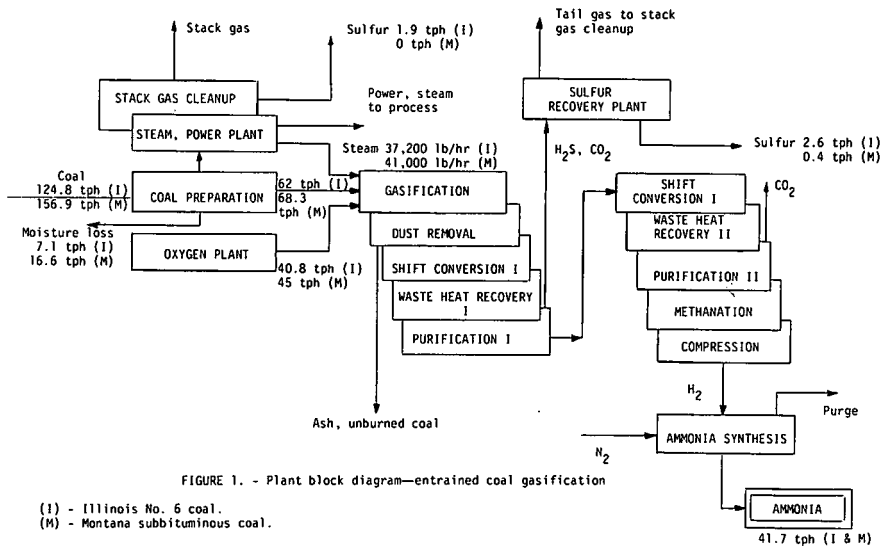 Stack gas
Sulfur 1.9 tph (I)
0 tph (M)
Tail gas to stack
gas cleanup
STACK GAS CLEANUP
Power, steam
to process
STEAM, POWER PLANT
SULFUR
RECOVERY PLANT
Steam 37,200 lb/hr (I)
41,000 lb/hr (M)
H2S, CO2
Sulfur 2.6 tph (I)
0.4 tph (M)
Coal
124.8 tph (I)
156.9 tph (M)
COAL PREPARATION
62 tph (I)
68.3
tph (M)
GASIFICATION
SHIFT
CONVERSION I
CO2
Moisture loss
7.1 tph (I)
16.6 tph (M)
OXYGEN PLANT
40.8 tph (I)
45 tph (M)
DUST REMOVAL
WASTE HEAT
RECOVERY II
SHIFT CONVERSION I
PURIFICATION II
WASTE HEAT RECOVERY
I
METHANATION
PURIFICATION I
COMPRESSION
H2
Purge
Ash, unburned coal
AMMONIA SYNTHESIS
N2
FIGURE 1. - Plant block diagram—entrained coal gasification
(I) - Illinois No. 6 coal.
(M) - Montana subbituminous coal.
AMMONIA
41.7 tph (I & M)